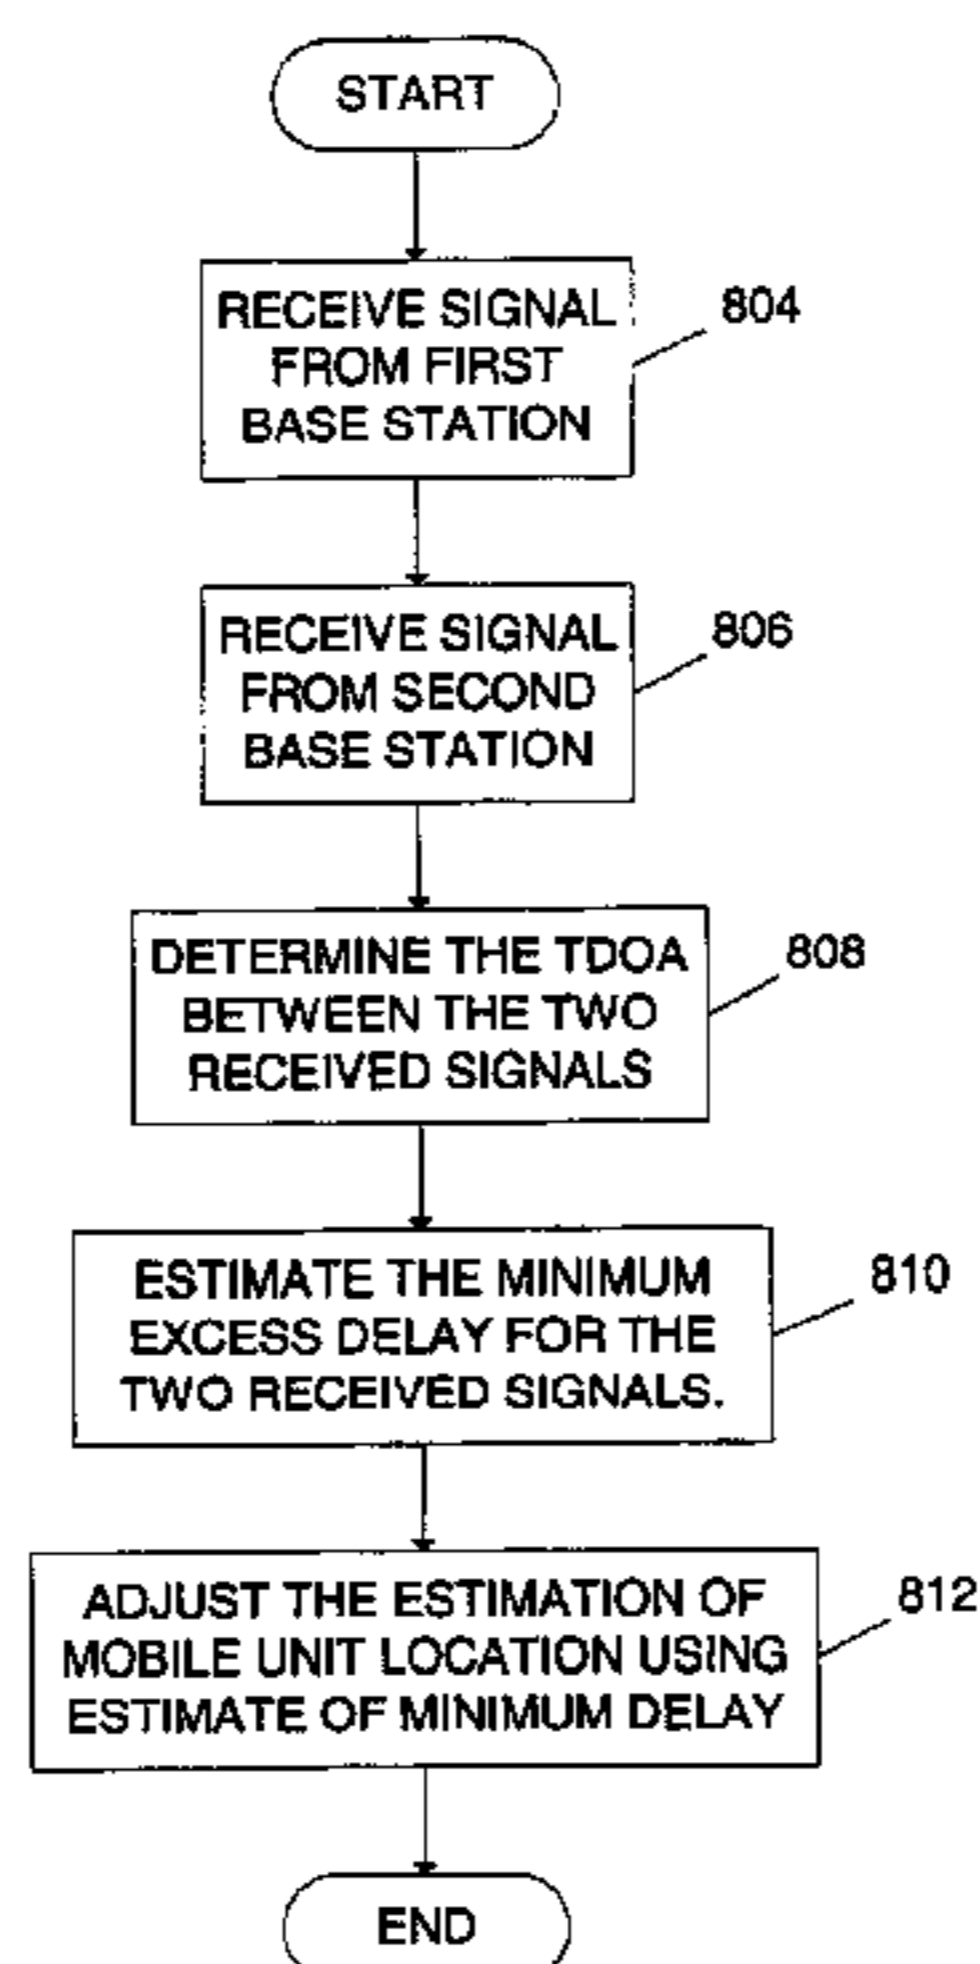 START
RECEIVE SIGNAL
FROM FIRST
BASE STATION
804
RECEIVE SIGNAL
FROM SECOND
BASE STATION
806
DETERMINE THE TDOA
BETWEEN THE TWO
RECEIVED SIGNALS
808
ESTIMATE THE MINIMUM
EXCESS DELAY FOR THE
TWO RECEIVED SIGNALS.
810
ADJUST THE ESTIMATION OF
MOBILE UNIT LOCATION USING
ESTIMATE OF MINIMUM DELAY
812
END